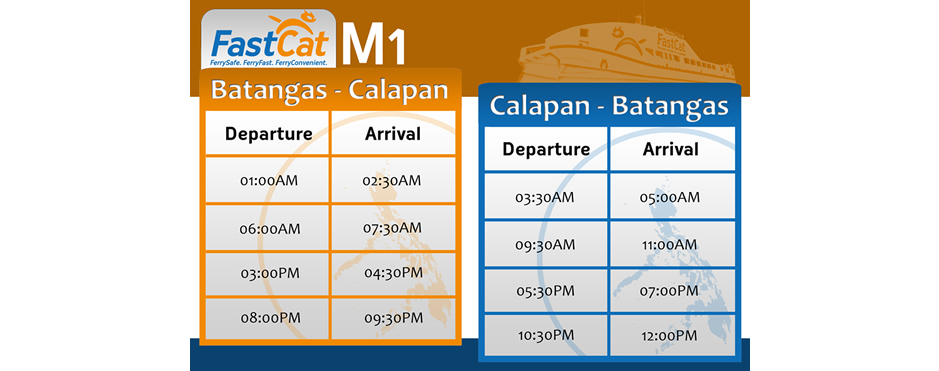 FastCat M1
FerrySafe. FerryFast. FerryConvenient.
FastCat
Batangas - Calapan
Departure Arrival
01:00AM 02:30AM
06:00AM 07:30AM
03:00PM 04:30PM
08:00PM 09:30PM
Calapan - Batangas
Departure Arrival
03:30AM 05:00AM
09:30AM 11:00AM
05:30PM 07:00PM
10:30PM 12:00PM